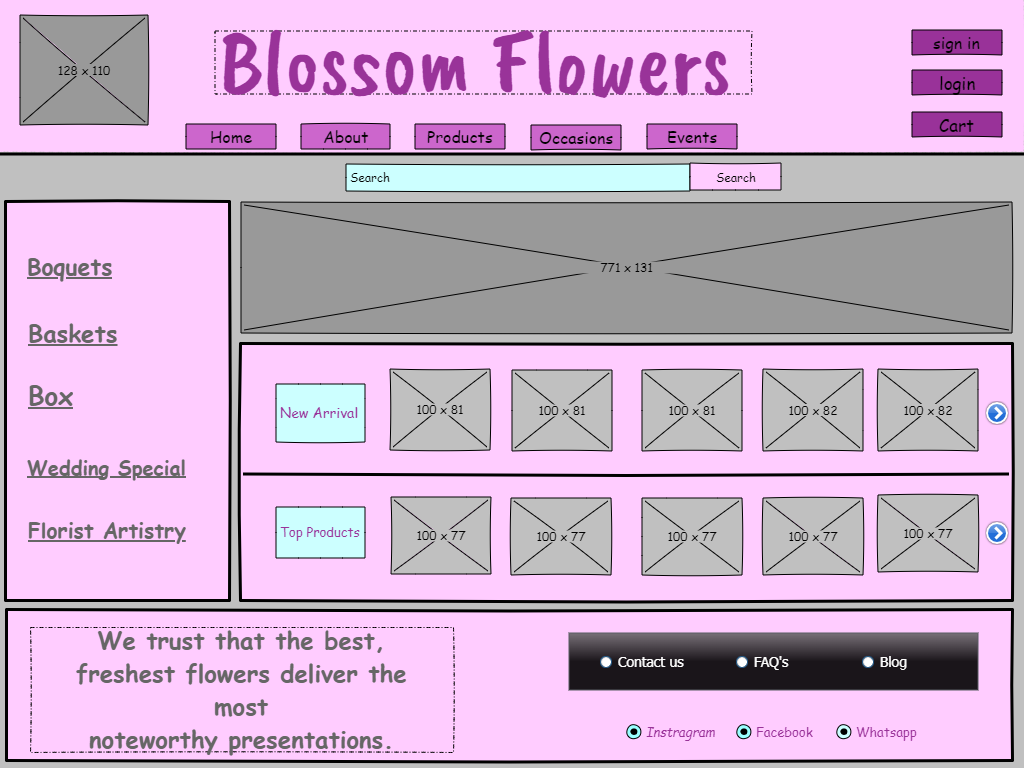 128 x 110
Blossom Flowers
sign in
login
Cart
Home
About
Products
Occasions
Events
Search
Search
Boquets
Baskets
Box
Wedding Special
Florist Artistry
771 x 131
New Arrival
100 x 81
100 x 81
100 x 81
100 x 82
100 x 82
Top Products
100 x 77
100 x 77
100 x 77
100 x 77
100 x 77
We trust that the best,
freshest flowers deliver the
most
noteworthy presentations.
Contact us
FAQ's
Blog
Instragram
Facebook
Whatsapp